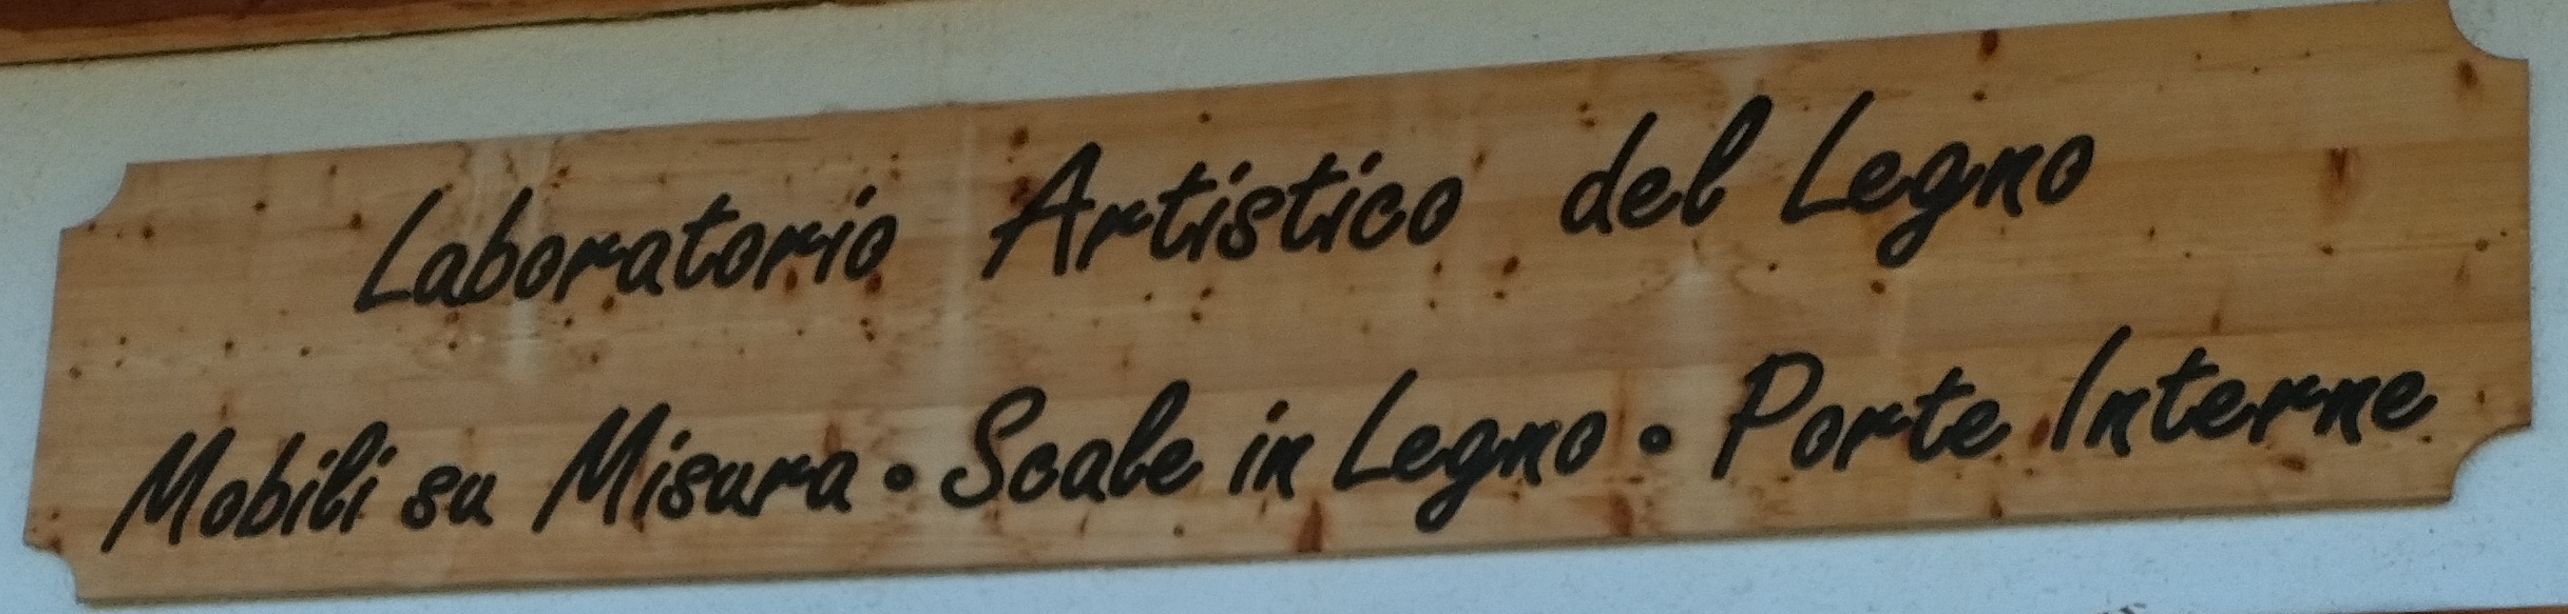 Laboratorio Artistico del Legno
Mobili su Misura • Scale in Legno • Porte Interne